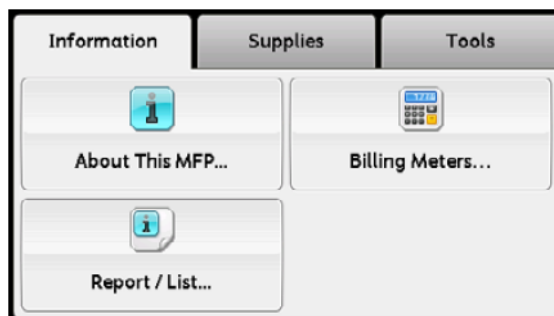 Information
Supplies
Tools
About This MFP...
Billing Meters...
Report / List...